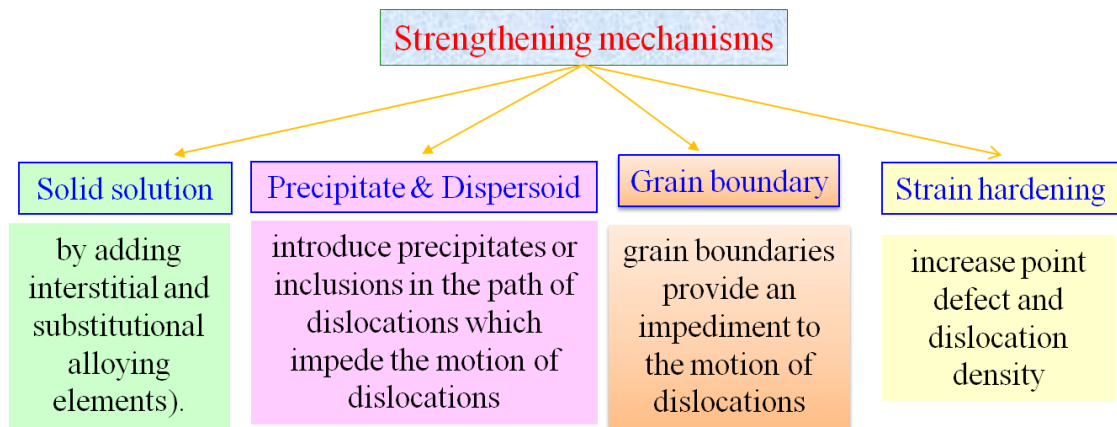 Strengthening mechanisms
Solid solution
by adding
interstitial and
substitutional
alloying
elements).
Precipitate & Dispersoid
introduce precipitates or
inclusions in the path of
dislocations which
impede the motion of
dislocations
Grain boundary
grain boundaries
provide an
impediment to
the motion of
dislocations
Strain hardening
increase point
defect and
dislocation
density